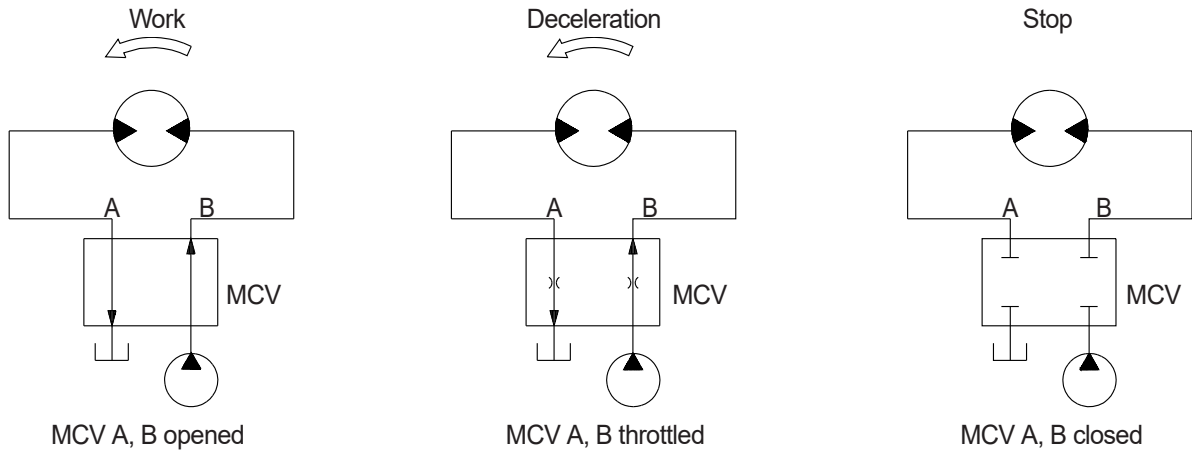 Work
Deceleration
Stop
A B
A B
A B
MCV
MCV
MCV
MCV A, B opened
MCV A, B throttled
MCV A, B closed